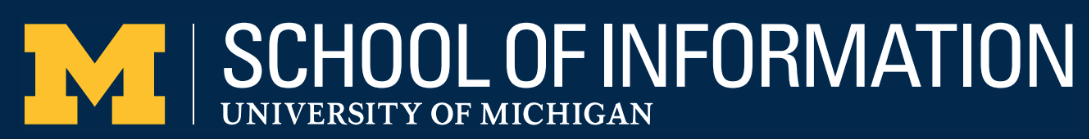 M
SCHOOL OF INFORMATION
UNIVERSITY OF MICHIGAN